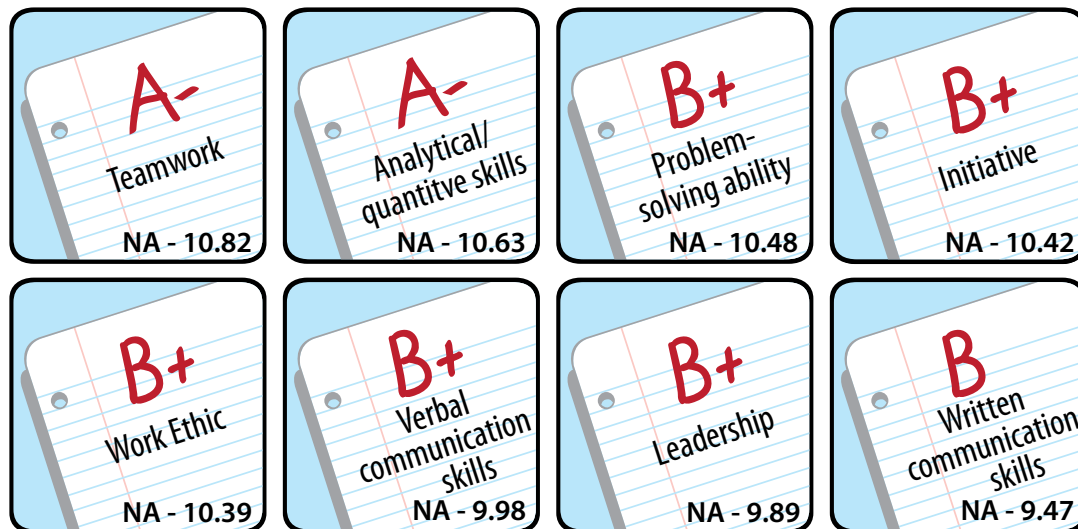 A-
Teamwork
NA - 10.82
A-
Analytical/
quantitve skills
NA - 10.63
B+
Problem-
solving ability
NA - 10.48
B+
Initiative
NA - 10.42
B+
Work Ethic
NA - 10.39
B+
Verbal
communication
skills
NA - 9.98
B+
Leadership
NA - 9.89
B
Written
communication
skills
NA - 9.47